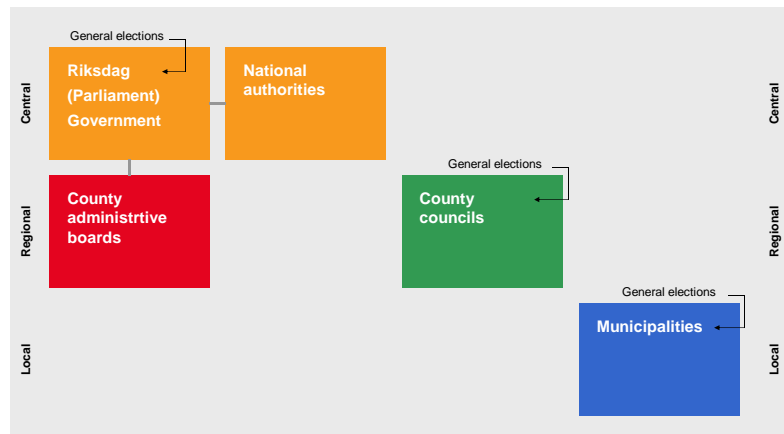 General elections
Riksdag
(Parliament)
Government
National
authorities
Central
Central
General elections
County
administrtive
boards
County
councils
Regional
Regional
General elections
Municipalities
Local
Local